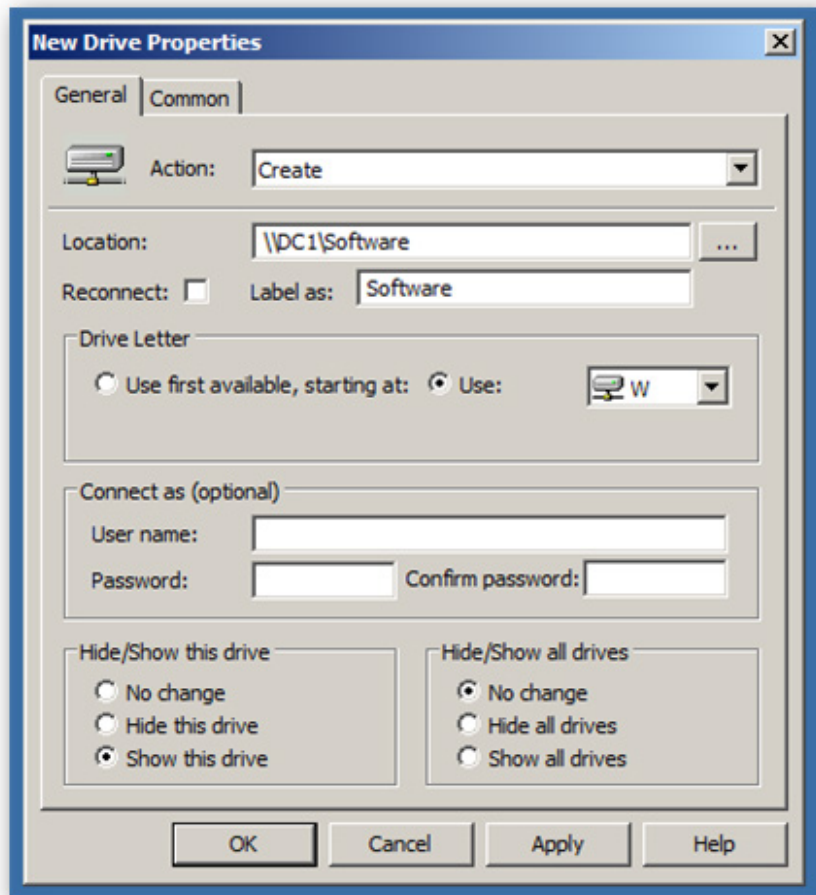 New Drive Properties
General Common
Action: Create
Location: \\DC1\Software ...
Reconnect: Label as: Software
Drive Letter
Use first available, starting at: Use: W
Connect as (optional)
User name:
Password: Confirm password:
Hide/Show this drive Hide/Show all drives
No change No change
Hide this drive Hide all drives
Show this drive Show all drives
OK Cancel Apply Help